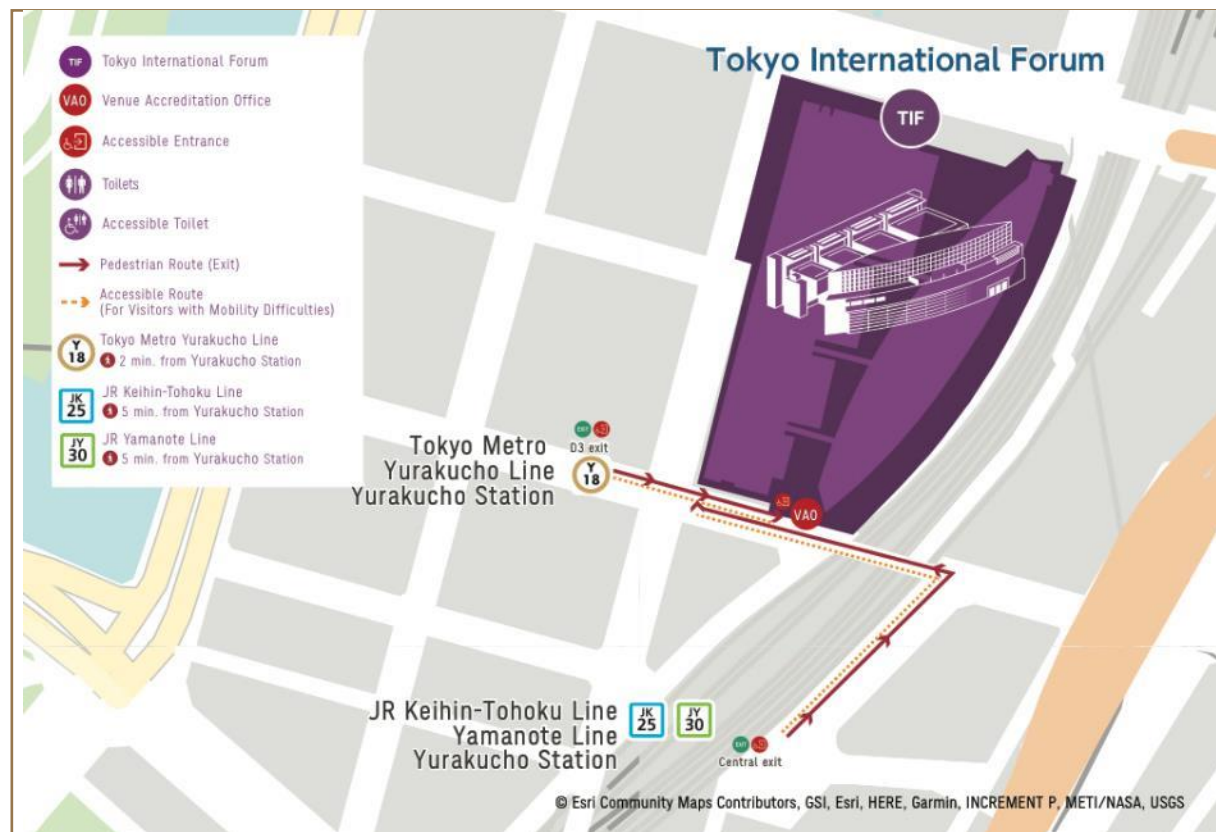 TIF Tokyo International Forum
VAO Venue Accreditation Office
Accessible Entrance
Toilets
Accessible Toilet
Pedestrian Route (Exit)
Accessible Route
(For Visitors with Mobility Difficulties)
Y 18 Tokyo Metro Yurakucho Line
2 min. from Yurakucho Station
JK 25 JR Keihin-Tohoku Line
5 min. from Yurakucho Station
JY 30 JR Yamanote Line
5 min. from Yurakucho Station
Tokyo International Forum
TIF
EXIT
D3 exit
Tokyo Metro
Yurakucho Line
Yurakucho Station
Y
18
VAO
JR Keihin-Tohoku Line
Yamanote Line
Yurakucho Station
JK
25
JY
30
EXIT
Central exit
© Esri Community Maps Contributors, GSI, Esri, HERE, Garmin, INCREMENT P, METI/NASA, USGS